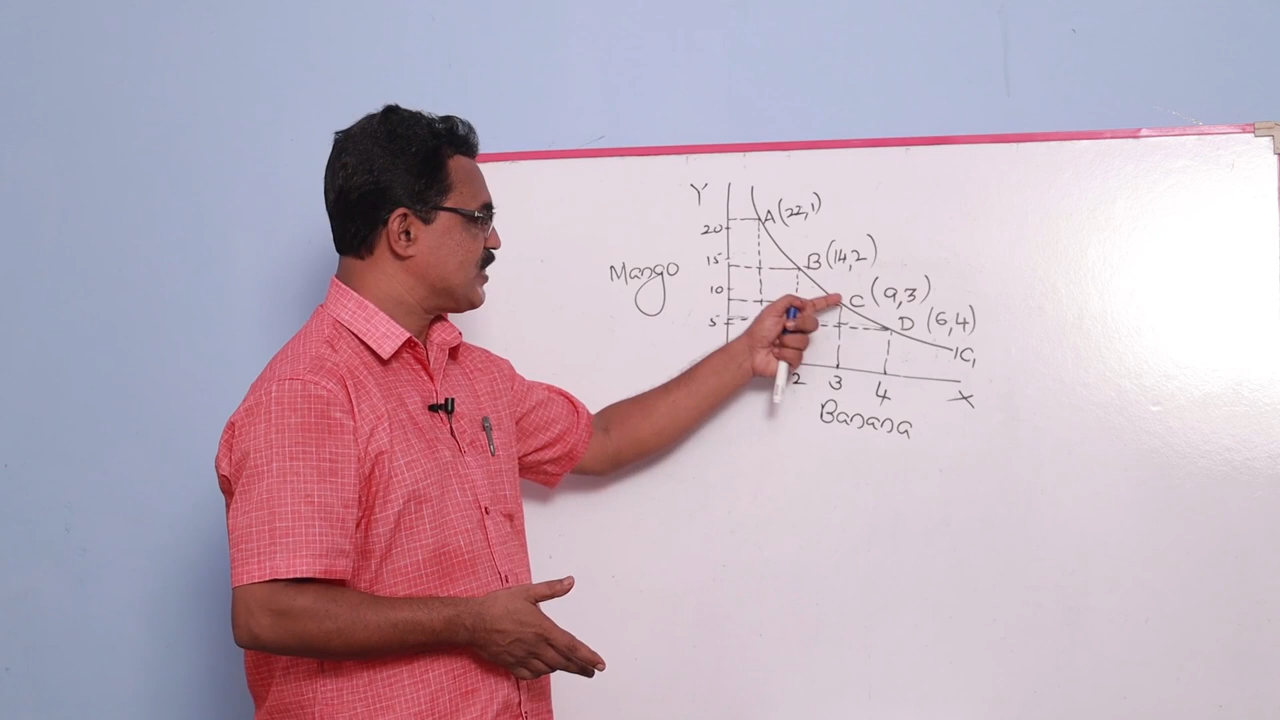 Y
A(22,1)
20
B(14,2)
15
Mango
10
C(9,3)
5
D(6,4)
IC1
2 3 4
X
Banana